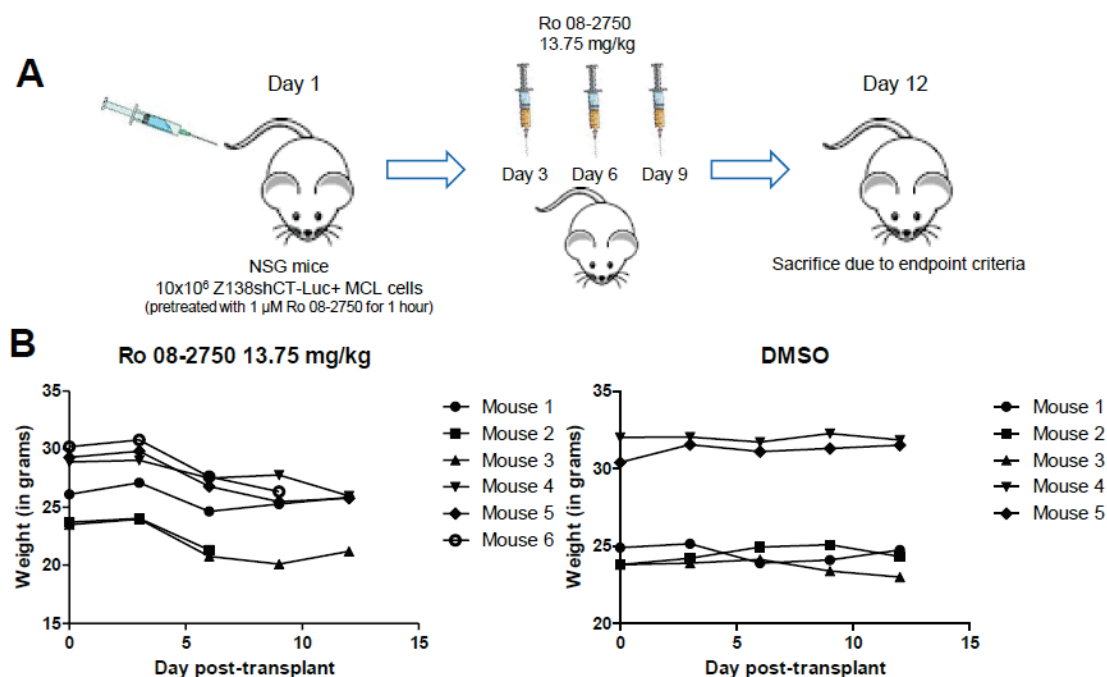 A
Day 1
Ro 08-2750
13.75 mg/kg
Day 12
Day 3 Day 6 Day 9
NSG mice
10x10⁶ Z138shCT-Luc+ MCL cells
(pretreated with 1 µM Ro 08-2750 for 1 hour)
Sacrifice due to endpoint criteria
B
Ro 08-2750 13.75 mg/kg
Weight (in grams)
35
30
25
20
15
0 5 10 15
Day post-transplant
Mouse 1
Mouse 2
Mouse 3
Mouse 4
Mouse 5
Mouse 6
DMSO
Weight (in grams)
35
30
25
20
0 5 10 15
Day post-transplant
Mouse 1
Mouse 2
Mouse 3
Mouse 4
Mouse 5